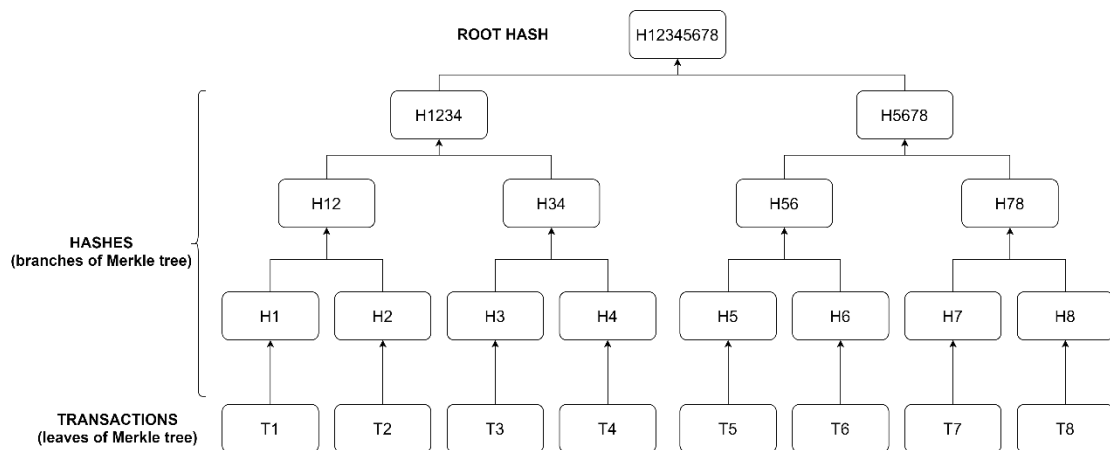 ROOT HASH
H12345678
H1234
H5678
H12
H34
H56
H78
HASHES
(branches of Merkle tree)
H1
H2
H3
H4
H5
H6
H7
H8
TRANSACTIONS
(leaves of Merkle tree)
T1
T2
T3
T4
T5
T6
T7
T8